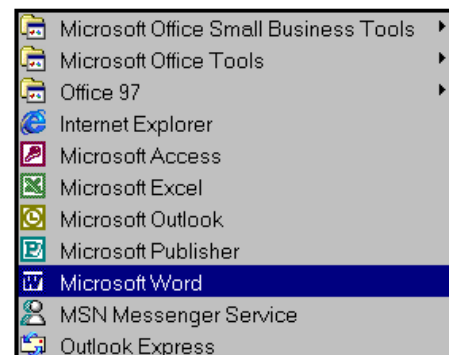 Microsoft Office Small Business Tools
Microsoft Office Tools
Office 97
Internet Explorer
Microsoft Access
Microsoft Excel
Microsoft Outlook
Microsoft Publisher
Microsoft Word
MSN Messenger Service
Outlook Express